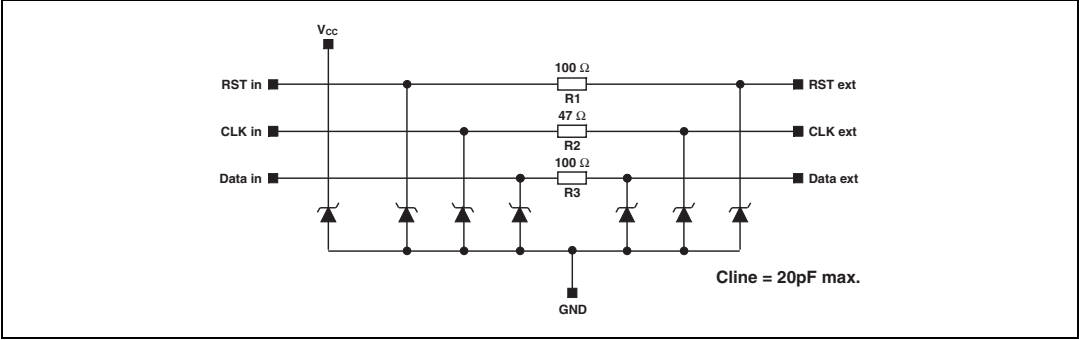 VCC
100 Ω
RST in
RST ext
R1
47 Ω
CLK in
CLK ext
R2
100 Ω
Data in
Data ext
R3
Cline = 20pF max.
GND